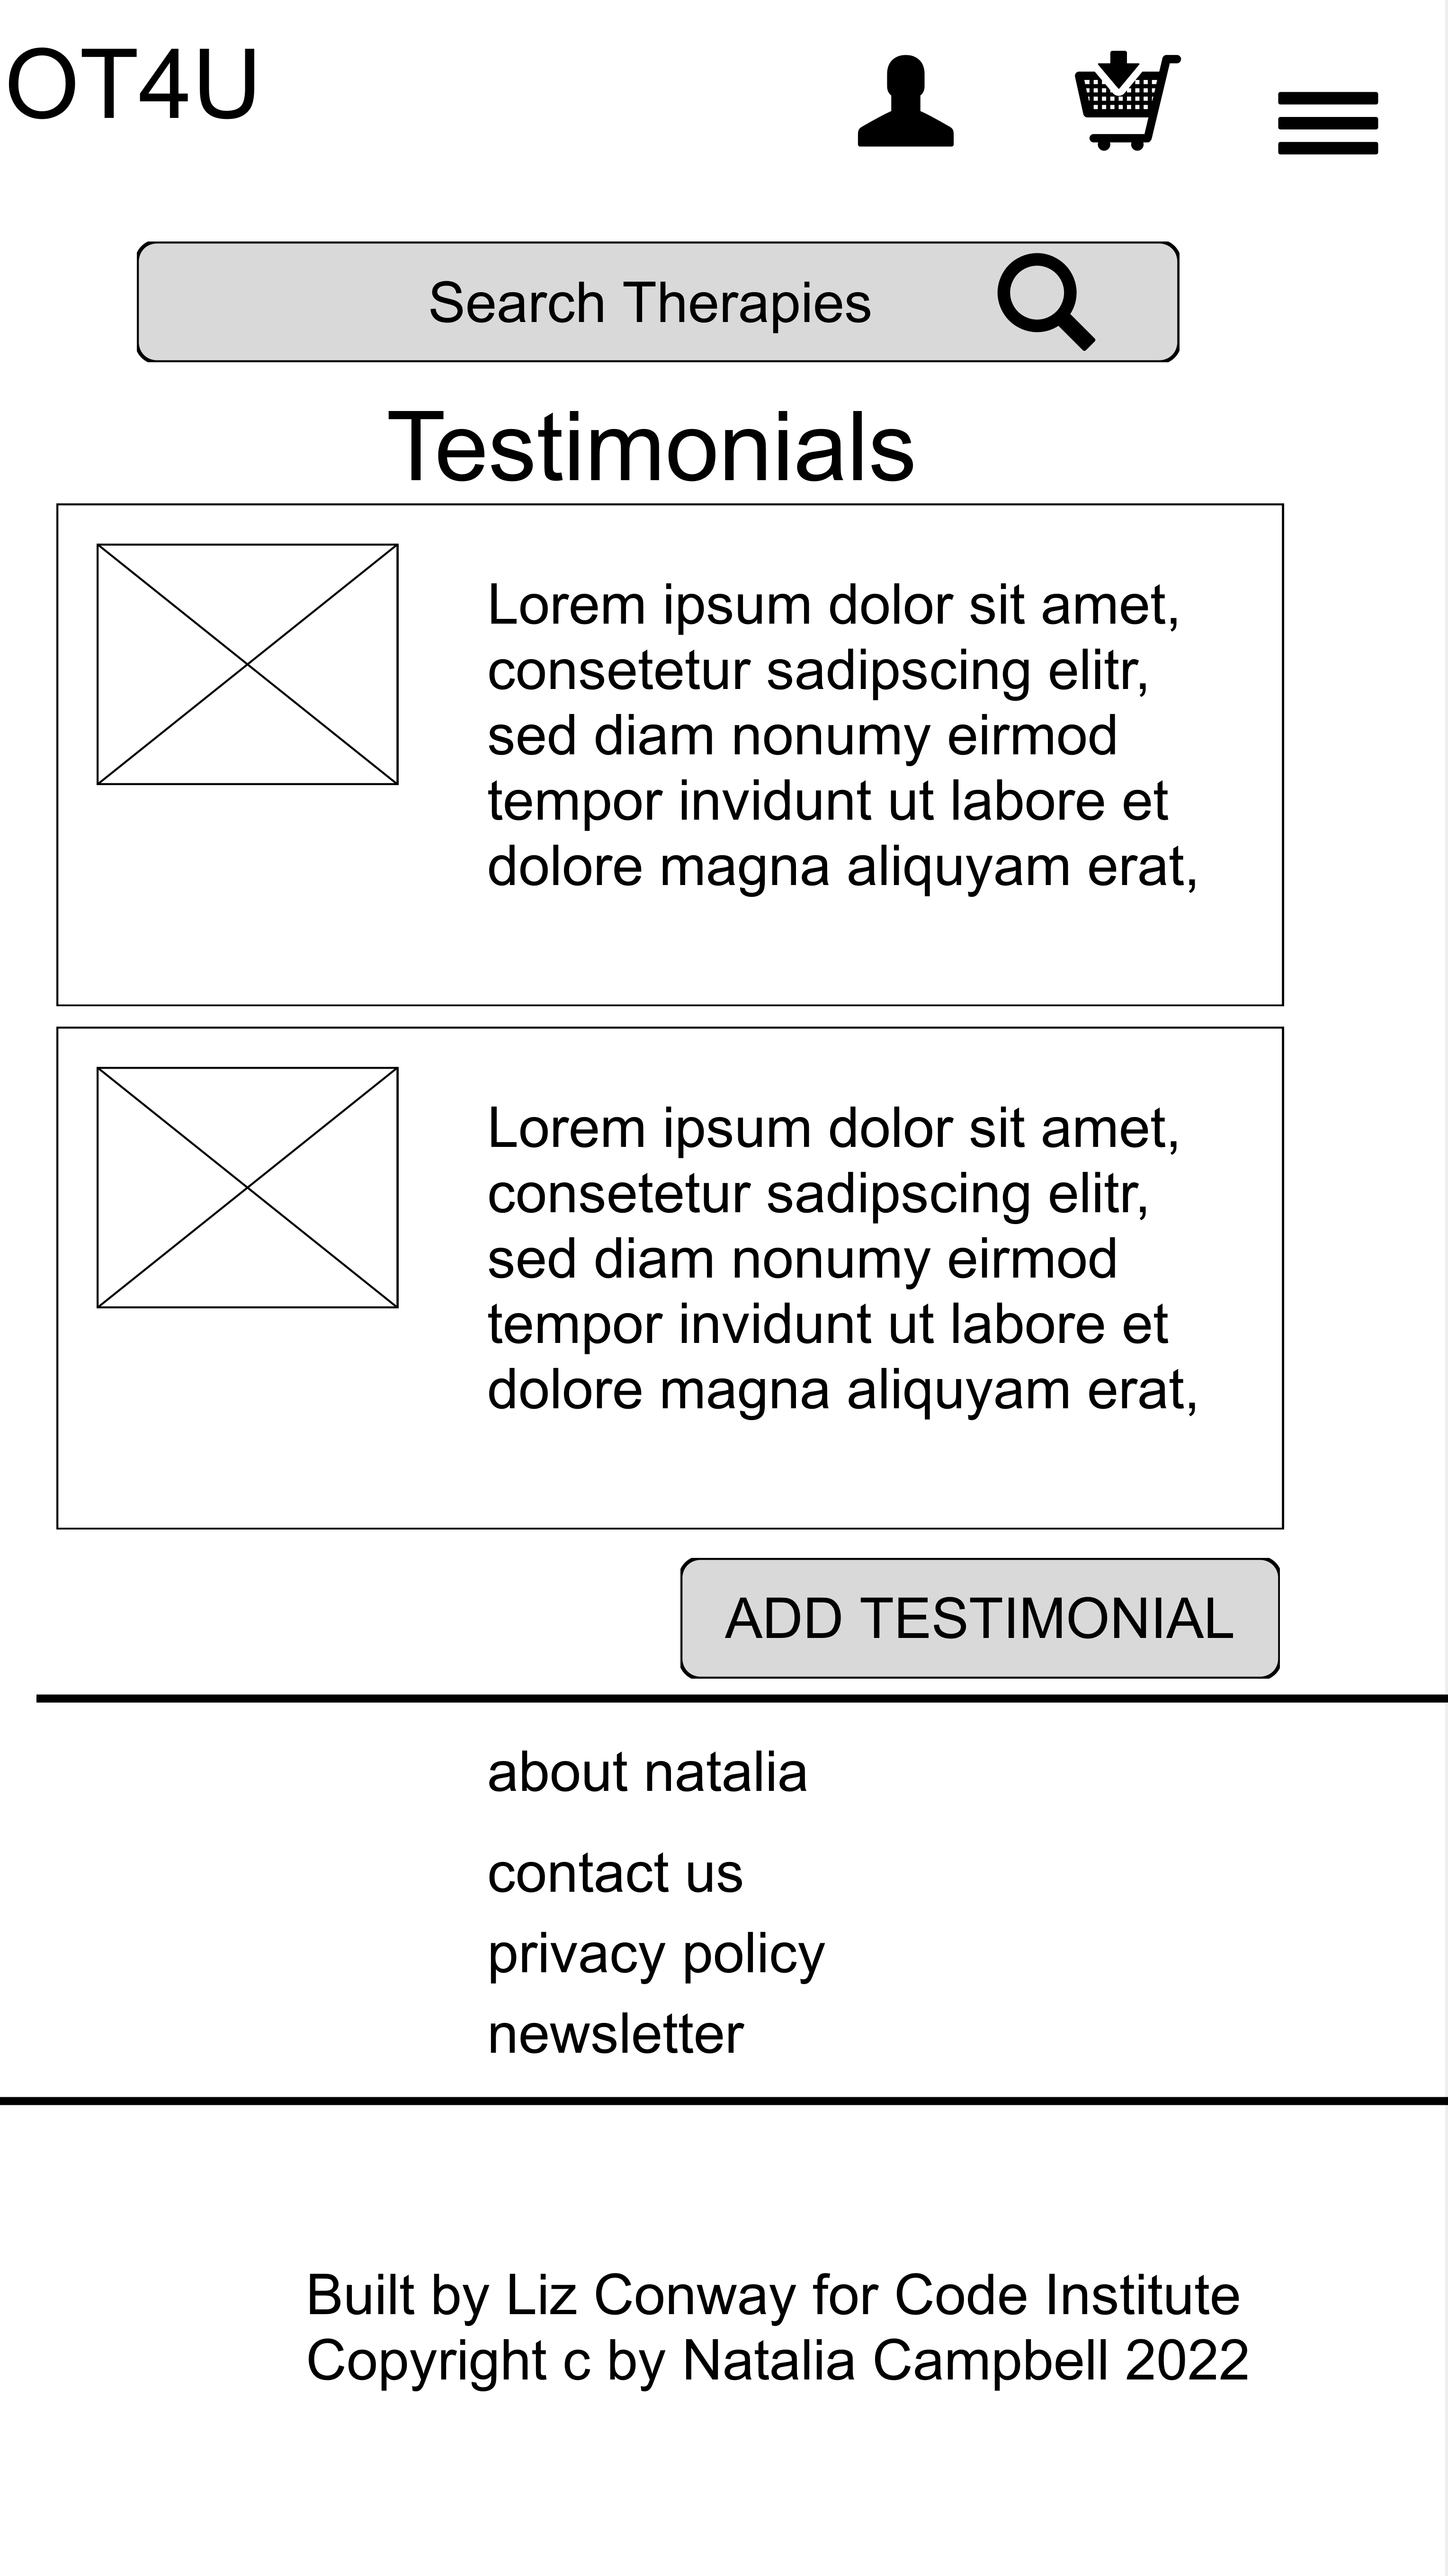 OT4U
Search Therapies
Testimonials
Lorem ipsum dolor sit amet,
consetetur sadipscing elitr,
sed diam nonumy eirmod
tempor invidunt ut labore et
dolore magna aliquyam erat,
Lorem ipsum dolor sit amet,
consetetur sadipscing elitr,
sed diam nonumy eirmod
tempor invidunt ut labore et
dolore magna aliquyam erat,
ADD TESTIMONIAL
about natalia
contact us
privacy policy
newsletter
Built by Liz Conway for Code Institute
Copyright c by Natalia Campbell 2022